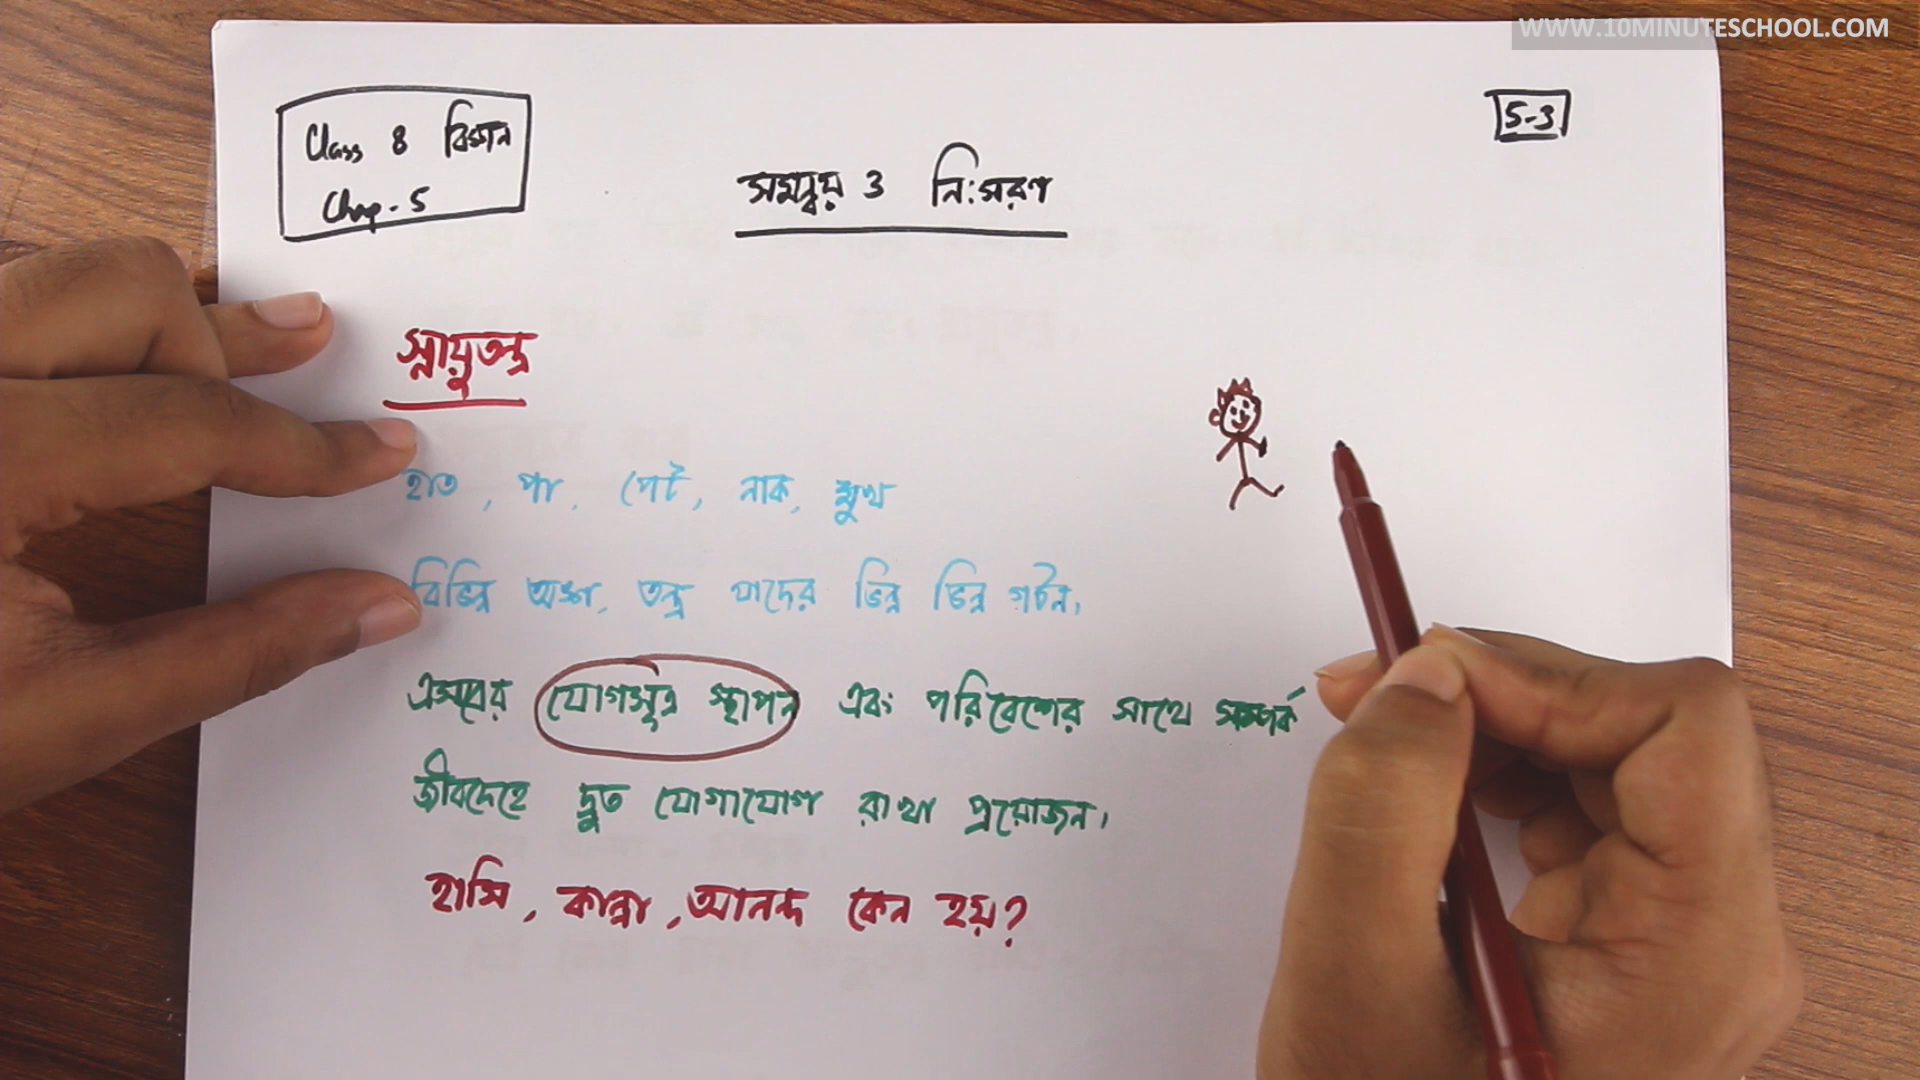 WWW.10MINUTESCHOOL.COM
Class 8 বিজ্ঞান
Chap-5
5-3
সমন্বয় ও নিঃসরণ
স্নায়ুতন্ত্র
হাত, পা, পেট, নাক, মুখ
বিভিন্ন অঙ্গ, তন্ত্র যাদের ভিন্ন ভিন্ন গঠন।
এসবের যোগসূত্র স্থাপন এবং পরিবেশের সাথে সম্পর্ক
জীবদেহে দ্রুত যোগাযোগ রাখা প্রয়োজন।
হাসি, কান্না, আনন্দ কেন হয়?